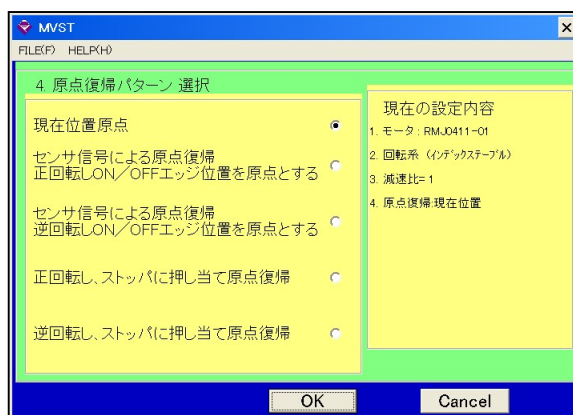 MVST
FILE(F) HELP(H)
4. 原点復帰パターン 選択
現在位置原点
センサ信号による原点復帰
正回転しON/OFFエッジ位置を原点とする
センサ信号による原点復帰
逆回転しON/OFFエッジ位置を原点とする
正回転し、ストッパに押し当て原点復帰
逆回転し、ストッパに押し当て原点復帰
現在の設定内容
1. モータ:RMJ0411-01
2. 回転系 (インデックステーブル)
3. 減速比=1
4. 原点復帰:現在位置
OK
Cancel